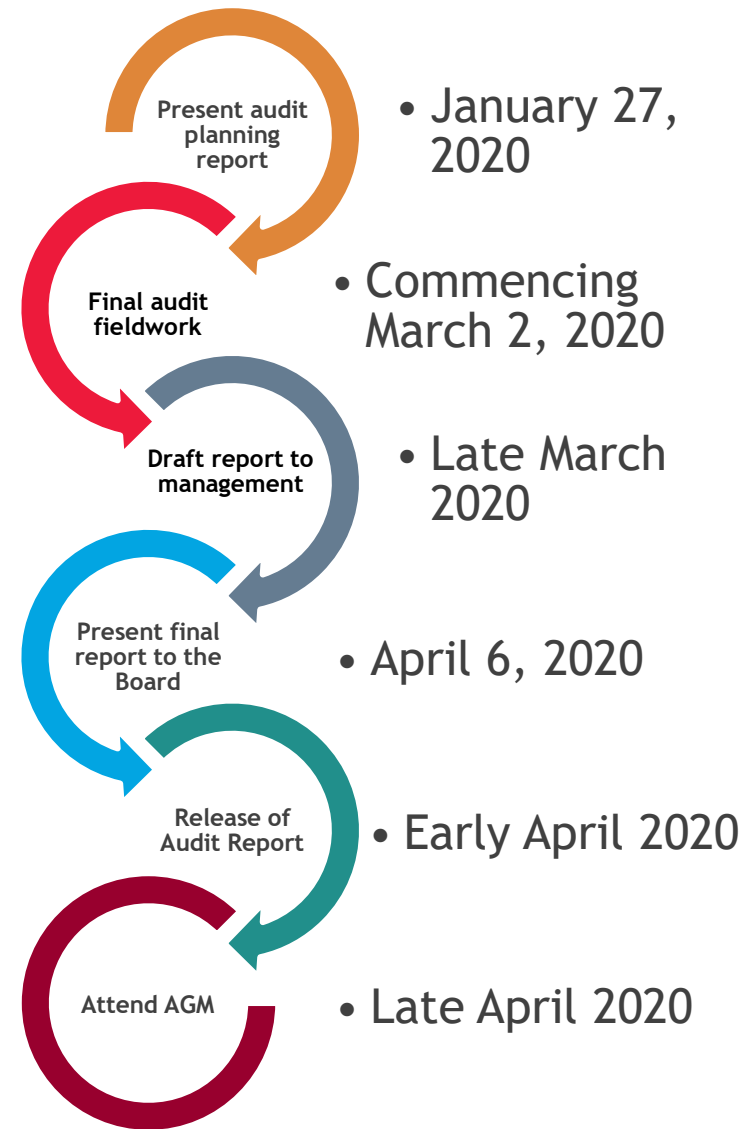 Present audit
planning
report
• January 27,
2020
Final audit
fieldwork
• Commencing
March 2, 2020
Draft report to
management
• Late March
2020
Present final
report to the
Board
• April 6, 2020
Release of
Audit Report
• Early April 2020
Attend AGM
• Late April 2020